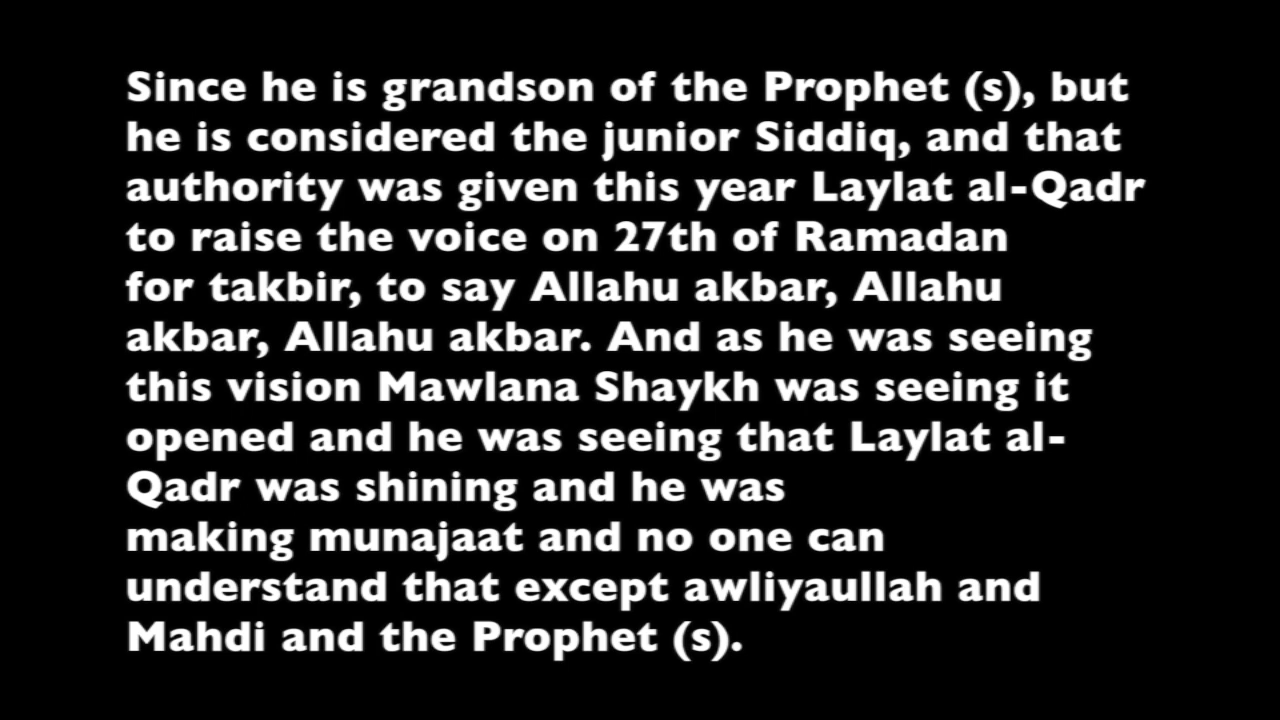 Since he is grandson of the Prophet (s), but
he is considered the junior Siddiq, and that
authority was given this year Laylat al-Qadr
to raise the voice on 27th of Ramadan
for takbir, to say Allahu akbar, Allahu
akbar, Allahu akbar. And as he was seeing
this vision Mawlana Shaykh was seeing it
opened and he was seeing that Laylat al-
Qadr was shining and he was
making munajaat and no one can
understand that except awliyaullah and
Mahdi and the Prophet (s).